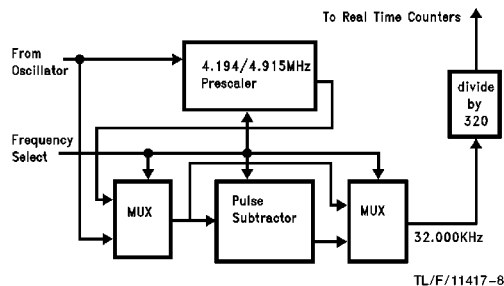 To Real Time Counters
From
Oscillator
4.194/4.915MHz
Prescaler
divide
by
320
Frequency
Select
MUX
Pulse
Subtractor
MUX
32.000KHz
TL/F/11417-8